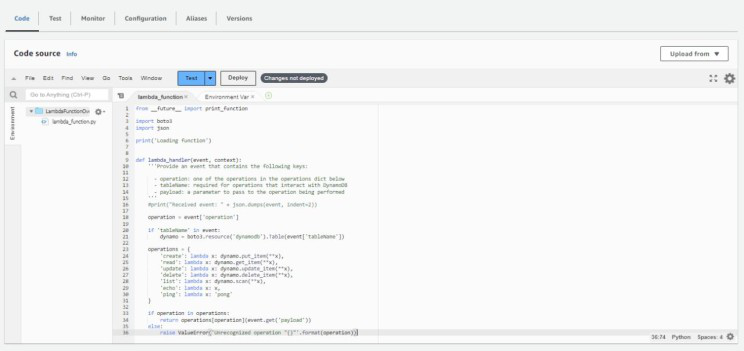 Code Test Monitor Configuration Aliases Versions
Code source Info
Upload from
File Edit Find View Go Tools Window Test Deploy Changes not deployed
Go to Anything (Ctrl-P)
lambda_function Environment Var
Environment
LambdaFunctionOv
lambda_function.py
1 from __future__ import print_function
2
3 import boto3
4 import json
5
6 print('Loading function')
7
8
9 def lambda_handler(event, context):
10 '''Provide an event that contains the following keys:
11
12 - operation: one of the operations in the operations dict below
13 - tableName: required for operations that interact with DynamoDB
14 - payload: a parameter to pass to the operation being performed
15 '''
16 #print("Received event: " + json.dumps(event, indent=2))
17
18 operation = event['operation']
19
20 if 'tableName' in event:
21 dynamo = boto3.resource('dynamodb').Table(event['tableName'])
22
23 operations = {
24 'create': lambda x: dynamo.put_item(**x),
25 'read': lambda x: dynamo.get_item(**x),
26 'update': lambda x: dynamo.update_item(**x),
27 'delete': lambda x: dynamo.delete_item(**x),
28 'list': lambda x: dynamo.scan(**x),
29 'echo': lambda x: x,
30 'ping': lambda x: 'pong'
31 }
32
33 if operation in operations:
34 return operations[operation](event.get('payload'))
35 else:
36 raise ValueError('Unrecognized operation "{}"'.format(operation))
36:74 Python Spaces: 4